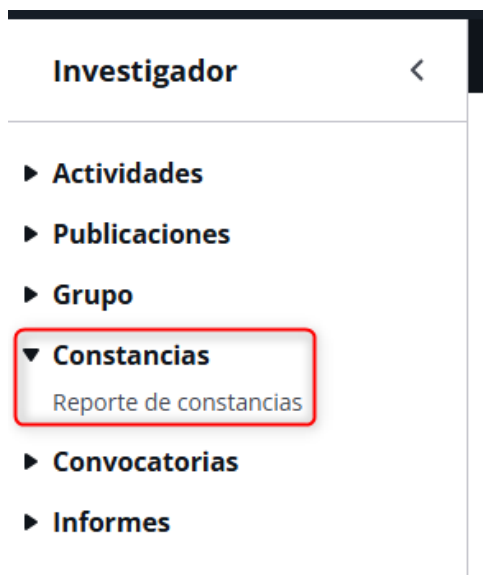 Investigador
Actividades
Publicaciones
Grupo
Constancias
Reporte de constancias
Convocatorias
Informes